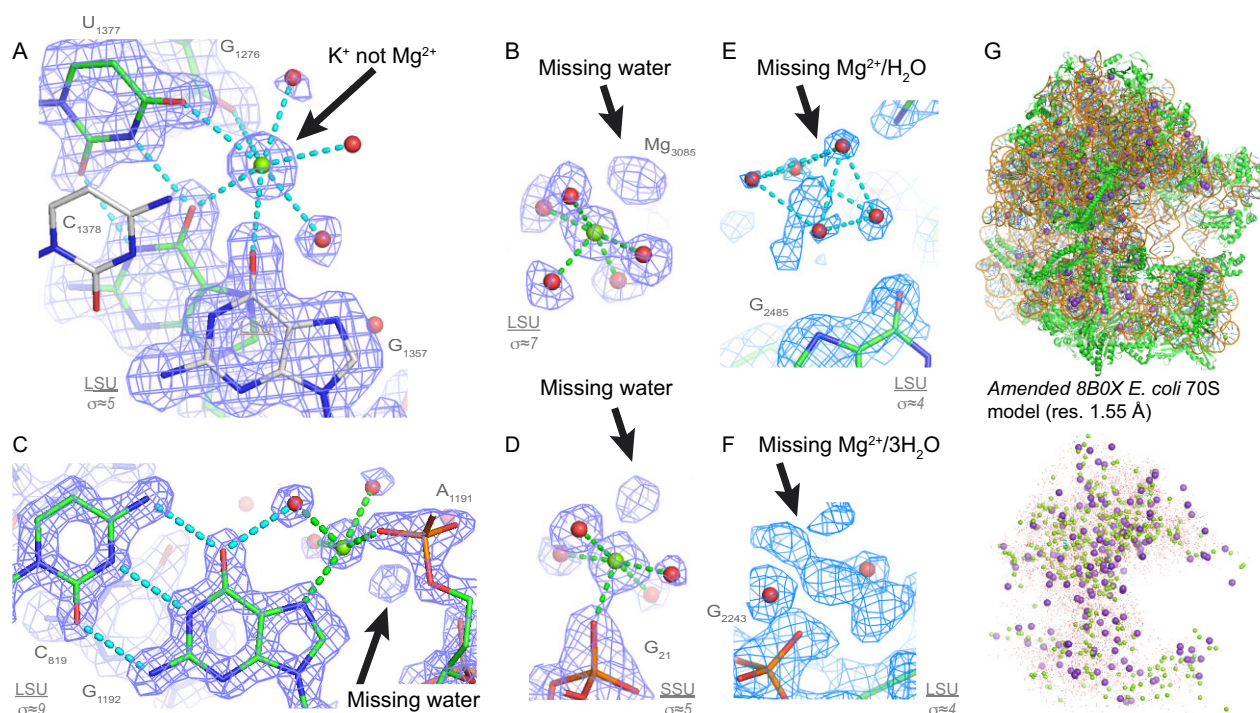 A
U1377
G1276
K+ not Mg2+
C1378
G1357
LSU
σ≈5
B
Missing water
Mg3085
LSU
σ≈7
E
Missing Mg2+/H2O
G2485
LSU
σ≈4
G
Amended 8B0X E. coli 70S
model (res. 1.55 Å)
C
A1191
C819
G1192
Missing water
LSU
σ≈9
D
Missing water
G21
SSU
σ≈5
F
Missing Mg2+/3H2O
G2243
LSU
σ≈4